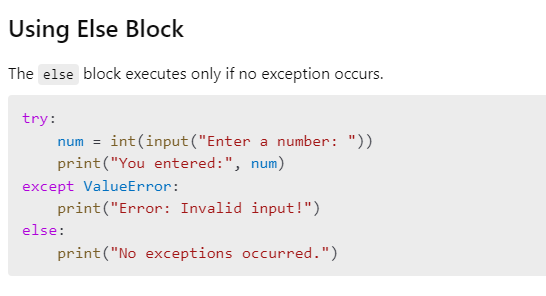 Using Else Block
The else block executes only if no exception occurs.
try:
    num = int(input("Enter a number: "))
    print("You entered:", num)
except ValueError:
    print("Error: Invalid input!")
else:
    print("No exceptions occurred.")